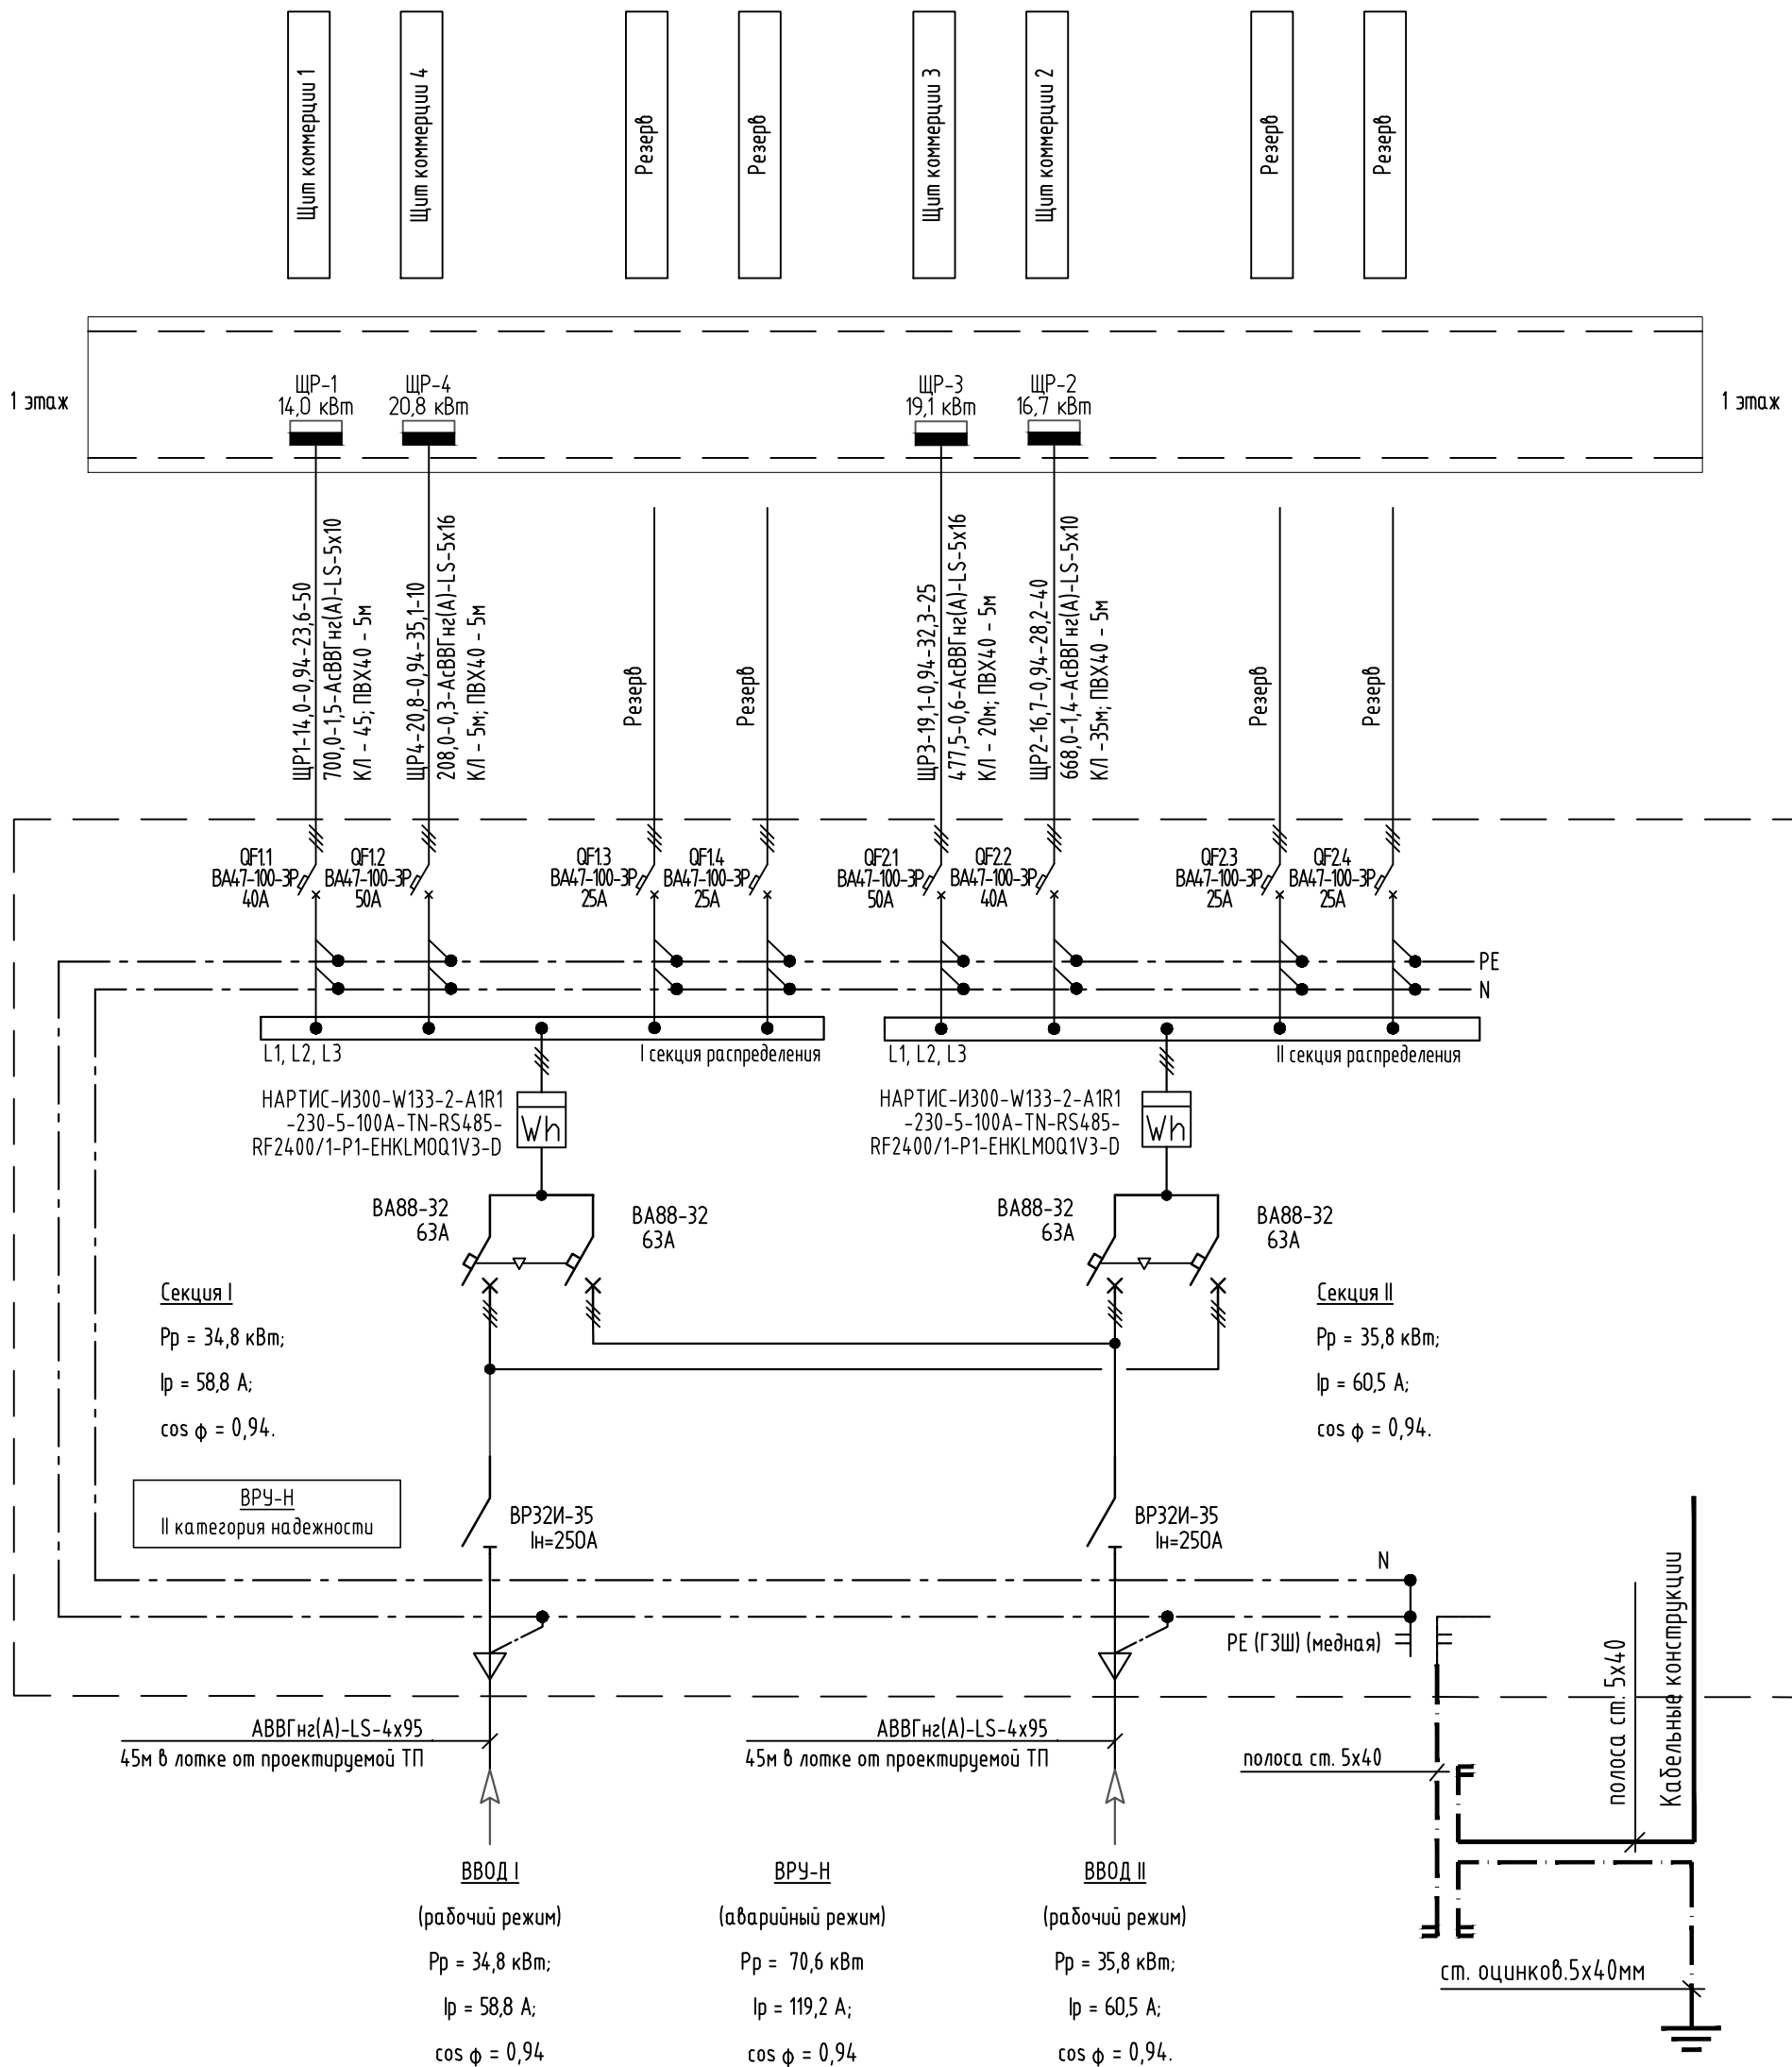 Щит коммерции 1
Щит коммерции 4
Резерв
Резерв
Щит коммерции 3
Щит коммерции 2
Резерв
Резерв
1 этаж
ЩР-1
14,0 кВт
ЩР-4
20,8 кВт
ЩР-3
19,1 кВт
ЩР-2
16,7 кВт
1 этаж
ЩР1-14,0-0,94-23,6-50
700,0-1,5-АсВВГнг(А)-LS-5х10
КЛ - 45; ПВХ40 - 5м
ЩР4-20,8-0,94-35,1-10
208,0-0,3-АсВВГнг(А)-LS-5х16
КЛ - 5м; ПВХ40 - 5м
Резерв
Резерв
ЩР3-19,1-0,94-32,3-25
477,5-0,6-АсВВГнг(А)-LS-5х16
КЛ - 20м; ПВХ40 - 5м
ЩР2-16,7-0,94-28,2-40
668,0-1,4-АсВВГнг(А)-LS-5х10
КЛ -35м; ПВХ40 - 5м
Резерв
Резерв
QF1.1
ВА47-100-3Р
40А
QF1.2
ВА47-100-3Р
50А
QF1.3
ВА47-100-3Р
25А
QF1.4
ВА47-100-3Р
25А
QF2.1
ВА47-100-3Р
50А
QF2.2
ВА47-100-3Р
40А
QF2.3
ВА47-100-3Р
25А
QF2.4
ВА47-100-3Р
25А
PE
N
L1, L2, L3
I секция распределения
L1, L2, L3
II секция распределения
НАРТИС-И300-W133-2-A1R1
-230-5-100A-TN-RS485-
RF2400/1-P1-EHKLMOQ1V3-D
Wh
НАРТИС-И300-W133-2-A1R1
-230-5-100A-TN-RS485-
RF2400/1-P1-EHKLMOQ1V3-D
Wh
ВА88-32
63А
ВА88-32
63А
ВА88-32
63А
ВА88-32
63А
Секция I
Рр = 34,8 кВт;
Iр = 58,8 А;
cos φ = 0,94.
Секция II
Рр = 35,8 кВт;
Iр = 60,5 А;
cos φ = 0,94.
ВРУ-Н
II категория надежности
ВР32И-35
Iн=250А
ВР32И-35
Iн=250А
N
РЕ (ГЗШ) (медная)
полоса ст. 5х40
Кабельные конструкции
АВВГнг(А)-LS-4х95
45м в лотке от проектируемой ТП
АВВГнг(А)-LS-4х95
45м в лотке от проектируемой ТП
полоса ст. 5х40
ст. оцинков.5х40мм
ВВОД I
(рабочий режим)
Рр = 34,8 кВт;
Iр = 58,8 А;
cos φ = 0,94
ВРУ-Н
(аварийный режим)
Рр = 70,6 кВт
Iр = 119,2 А;
cos φ = 0,94
ВВОД II
(рабочий режим)
Рр = 35,8 кВт;
Iр = 60,5 А;
cos φ = 0,94.